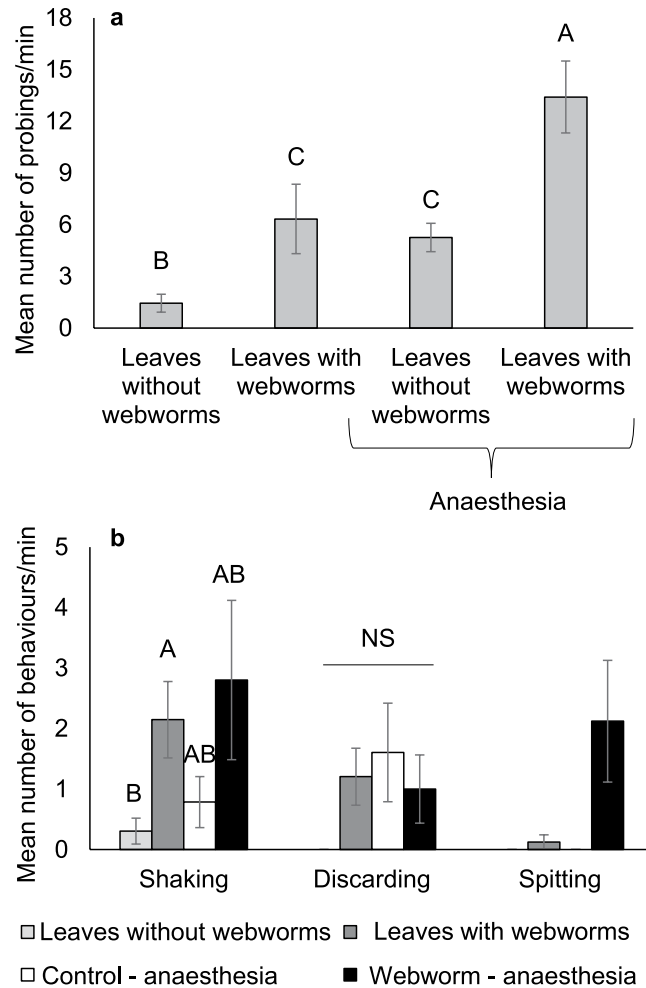 a
Mean number of probings/min
18
15
12
9
6
3
0
B
C
C
A
Leaves without webworms
Leaves with webworms
Leaves without webworms
Leaves with webworms
Anaesthesia
b
Mean number of behaviours/min
5
4
3
2
1
0
B
A
AB
AB
NS
Shaking
Discarding
Spitting
Leaves without webworms
Leaves with webworms
Control - anaesthesia
Webworm - anaesthesia